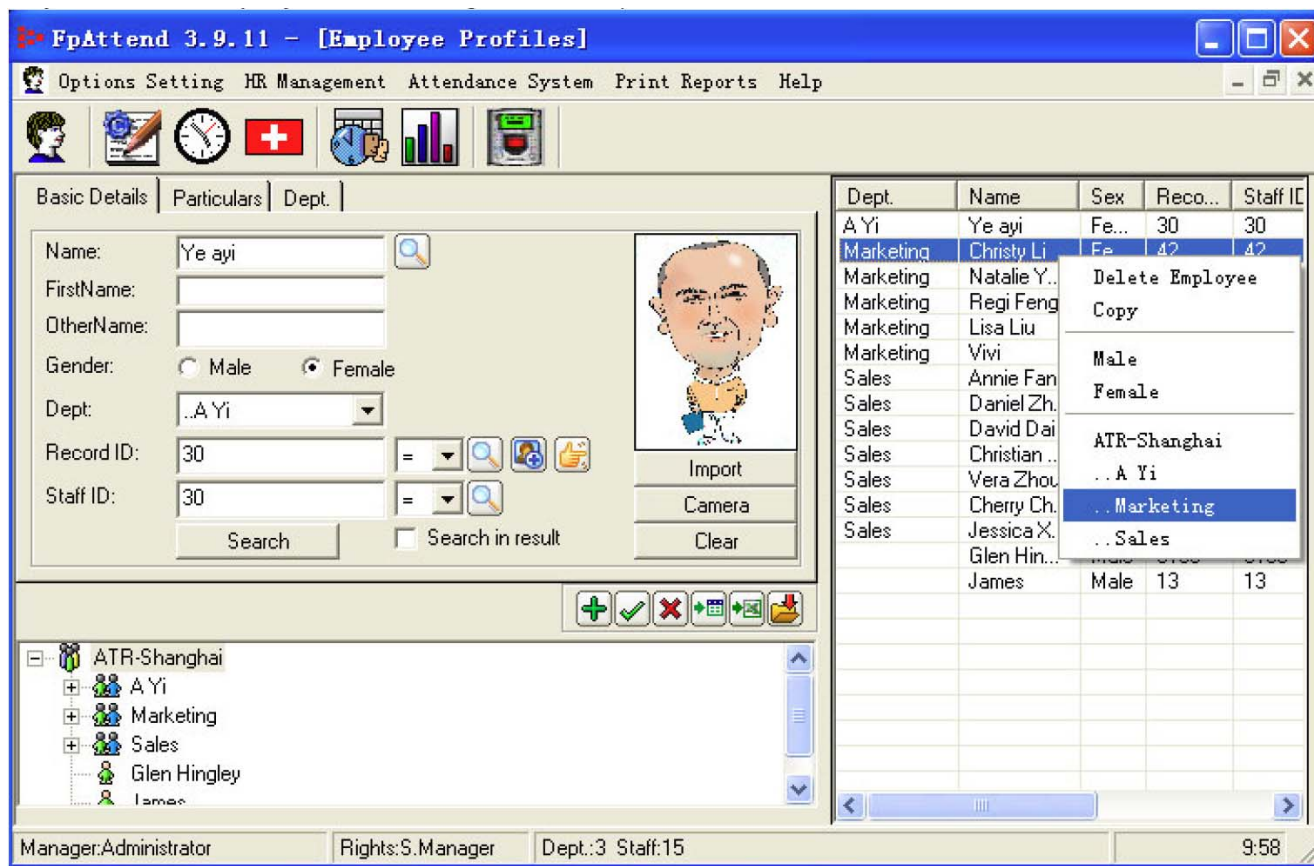 FpAttend 3.9.11 - [Employee Profiles]
Options Setting HR Management Attendance System Print Reports Help
Basic Details Particulars Dept.
Name: Ye ayi
FirstName:
OtherName:
Gender: Male Female
Dept: ..A Yi
Record ID: 30 =
Staff ID: 30 =
Search Search in result
Import
Camera
Clear
ATR-Shanghai
A Yi
Marketing
Sales
Glen Hingley
James
Dept. Name Sex Reco... Staff ID
A Yi Ye ayi Fe... 30 30
Marketing Christy Li Fe 42 42
Marketing Natalie Y..
Marketing Regi Feng
Marketing Lisa Liu
Marketing Vivi
Sales Annie Fan
Sales Daniel Zh.
Sales David Dai
Sales Christian ..
Sales Vera Zhou
Sales Cherry Ch.
Sales Jessica X.
Glen Hin... Male
James Male 13 13
Delete Employee
Copy
Male
Female
ATR-Shanghai
..A Yi
..Marketing
..Sales
Manager:Administrator Rights:S.Manager Dept.:3 Staff:15 9:58